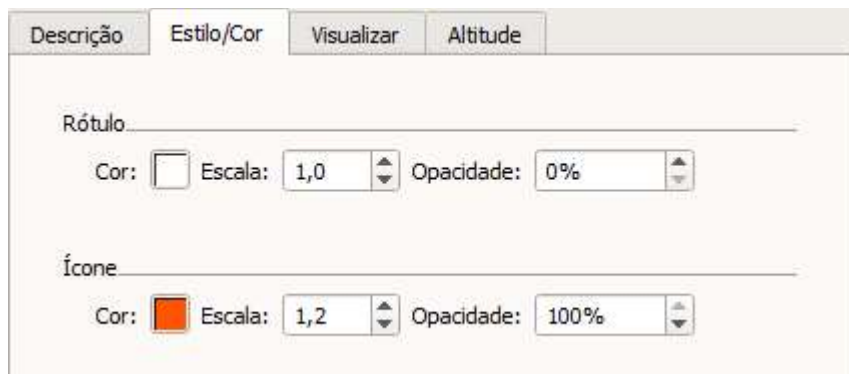 Descrição Estilo/Cor Visualizar Altitude
Rótulo
Cor: Escala: 1,0 Opacidade: 0%
Ícone
Cor: Escala: 1,2 Opacidade: 100%